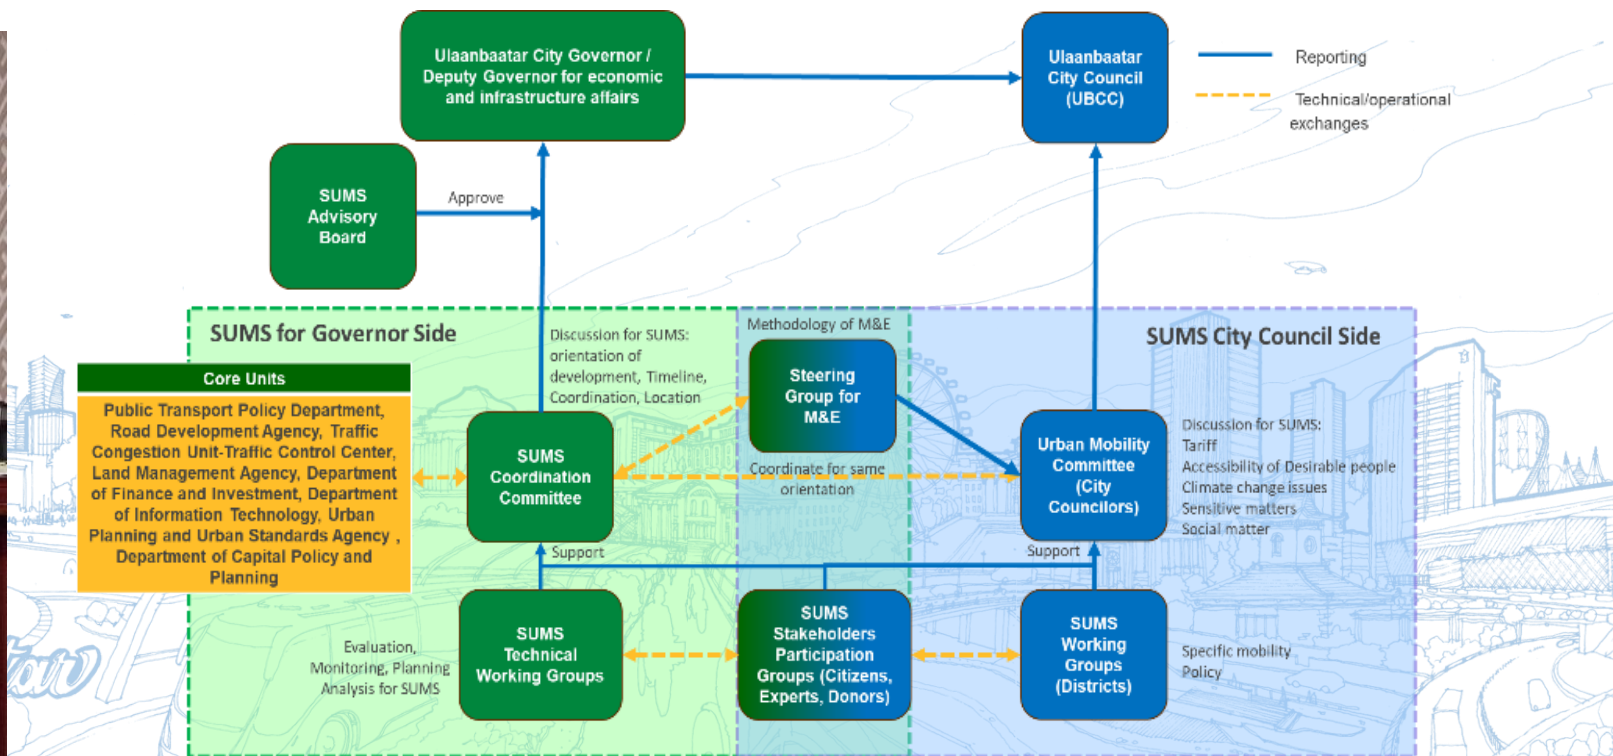 Ulaanbaatar City Governor /
Deputy Governor for economic
and infrastructure affairs
Ulaanbaatar
City Council
(UBCC)
Reporting
Technical/operational
exchanges
SUMS
Advisory
Board
Approve
SUMS for Governor Side
Discussion for SUMS:
orientation of
development, Timeline,
Coordination, Location
Methodology of M&E
Steering
Group for
M&E
SUMS City Council Side
Core Units
Public Transport Policy Department,
Road Development Agency, Traffic
Congestion Unit-Traffic Control Center,
Land Management Agency, Department
of Finance and Investment, Department
of Information Technology, Urban
Planning and Urban Standards Agency ,
Department of Capital Policy and
Planning
SUMS
Coordination
Committee
Coordinate for same
orientation
Urban Mobility
Committee
(City
Councilors)
Discussion for SUMS:
Tariff
Accessibility of Desirable people
Climate change issues
Sensitive matters
Social matter
Support
Support
Evaluation,
Monitoring, Planning
Analysis for SUMS
SUMS
Technical
Working Groups
SUMS
Stakeholders
Participation
Groups (Citizens,
Experts, Donors)
SUMS
Working
Groups
(Districts)
Specific mobility
Policy